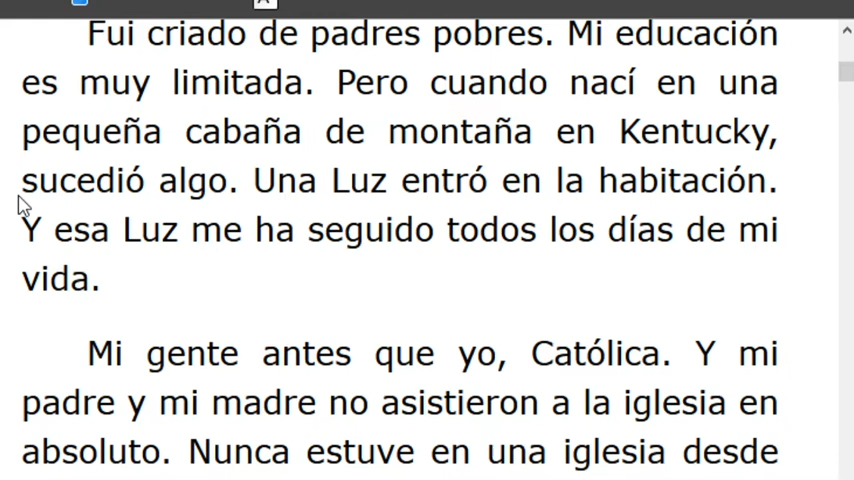 Fui criado de padres pobres. Mi educación
es muy limitada. Pero cuando nací en una
pequeña cabaña de montaña en Kentucky,
sucedió algo. Una Luz entró en la habitación.
Y esa Luz me ha seguido todos los días de mi
vida.
Mi gente antes que yo, Católica. Y mi
padre y mi madre no asistieron a la iglesia en
absoluto. Nunca estuve en una iglesia desde